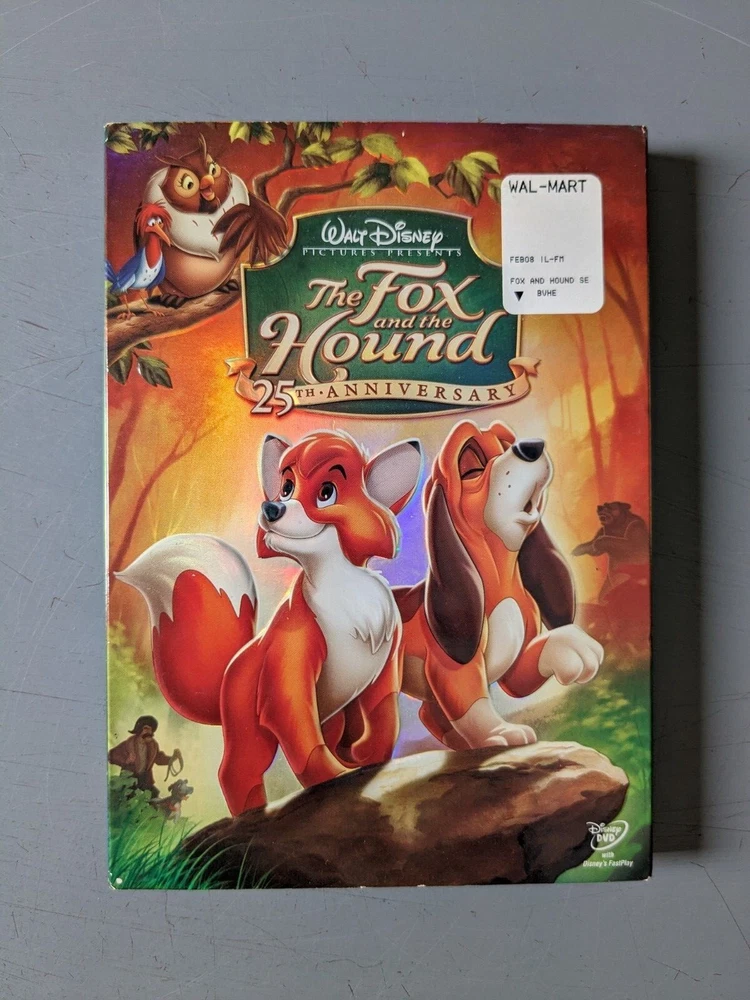 WAL-MART
FEB08 IL-FM
FOX AND HOUND SE
BVHE
WALT DISNEY
PICTURES PRESENTS
The Fox
and the
Hound
25TH·ANNIVERSARY
Disney
DVD
with
Disney's FastPlay